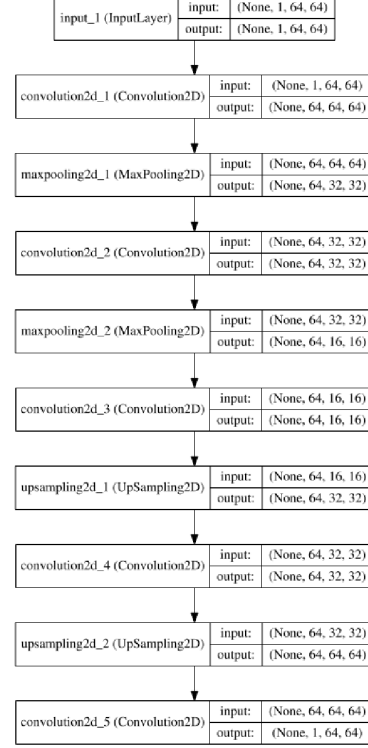 input_1 (InputLayer)
input: (None, 1, 64, 64)
output: (None, 1, 64, 64)
convolution2d_1 (Convolution2D)
input: (None, 1, 64, 64)
output: (None, 64, 64, 64)
maxpooling2d_1 (MaxPooling2D)
input: (None, 64, 64, 64)
output: (None, 64, 32, 32)
convolution2d_2 (Convolution2D)
input: (None, 64, 32, 32)
output: (None, 64, 32, 32)
maxpooling2d_2 (MaxPooling2D)
input: (None, 64, 32, 32)
output: (None, 64, 16, 16)
convolution2d_3 (Convolution2D)
input: (None, 64, 16, 16)
output: (None, 64, 16, 16)
upsampling2d_1 (UpSampling2D)
input: (None, 64, 16, 16)
output: (None, 64, 32, 32)
convolution2d_4 (Convolution2D)
input: (None, 64, 32, 32)
output: (None, 64, 32, 32)
upsampling2d_2 (UpSampling2D)
input: (None, 64, 32, 32)
output: (None, 64, 64, 64)
convolution2d_5 (Convolution2D)
input: (None, 64, 64, 64)
output: (None, 1, 64, 64)